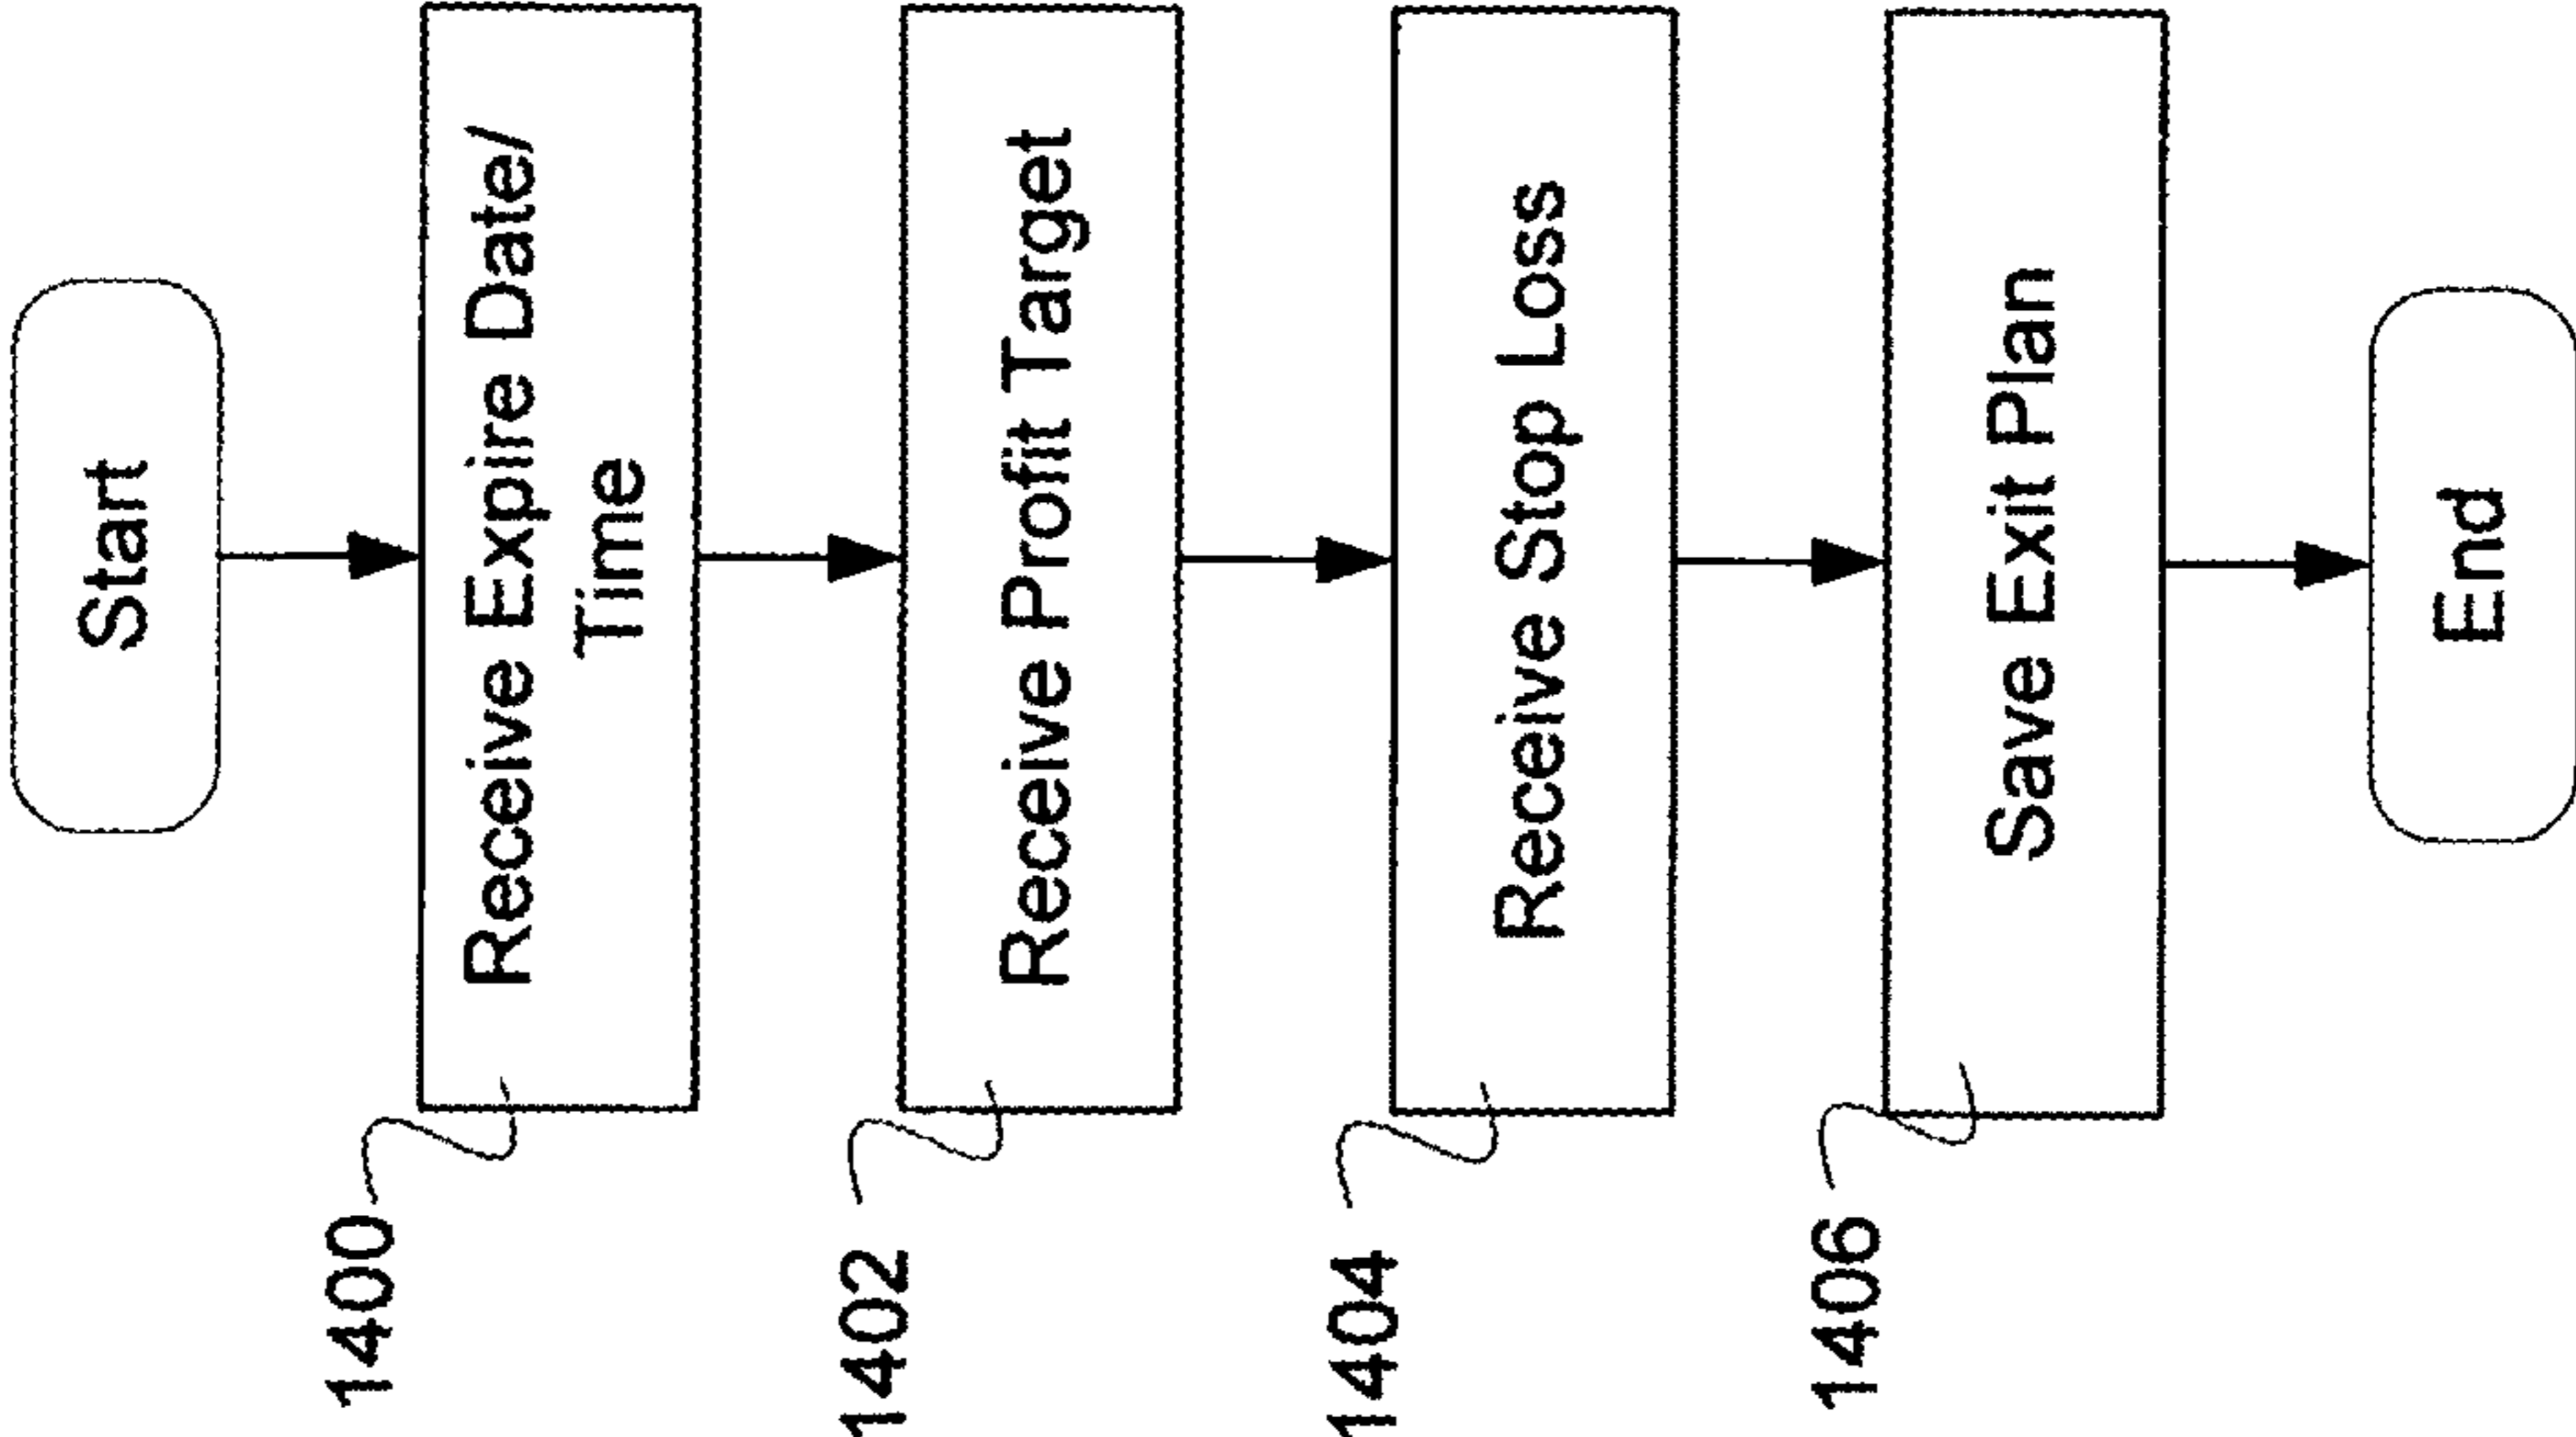 Start
1400
Receive Expire Date/
Time
1402
Receive Profit Target
1404
Receive Stop Loss
1406
Save Exit Plan
End